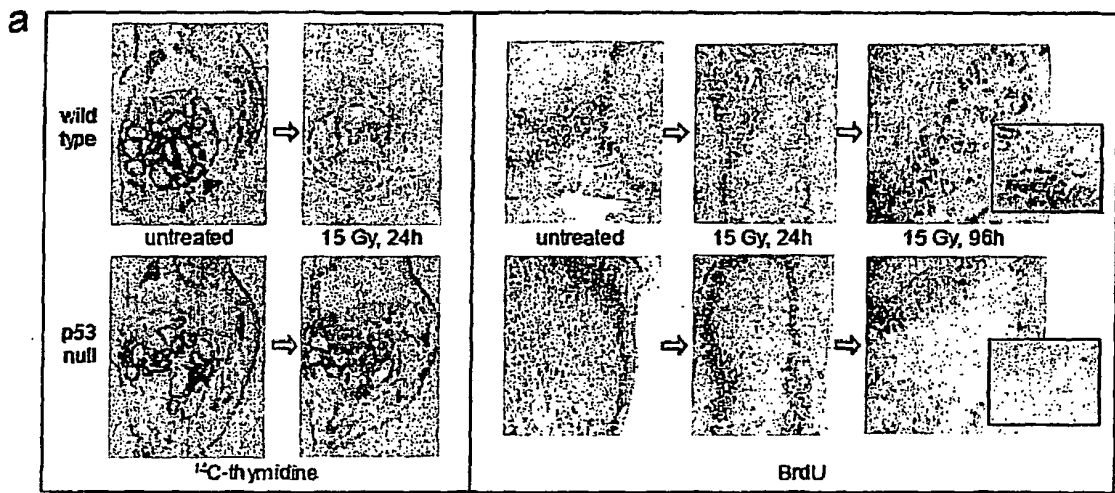 a
wild
type
untreated
15 Gy, 24h
untreated
15 Gy, 24h
15 Gy, 96h
p53
null
¹⁴C-thymidine
BrdU